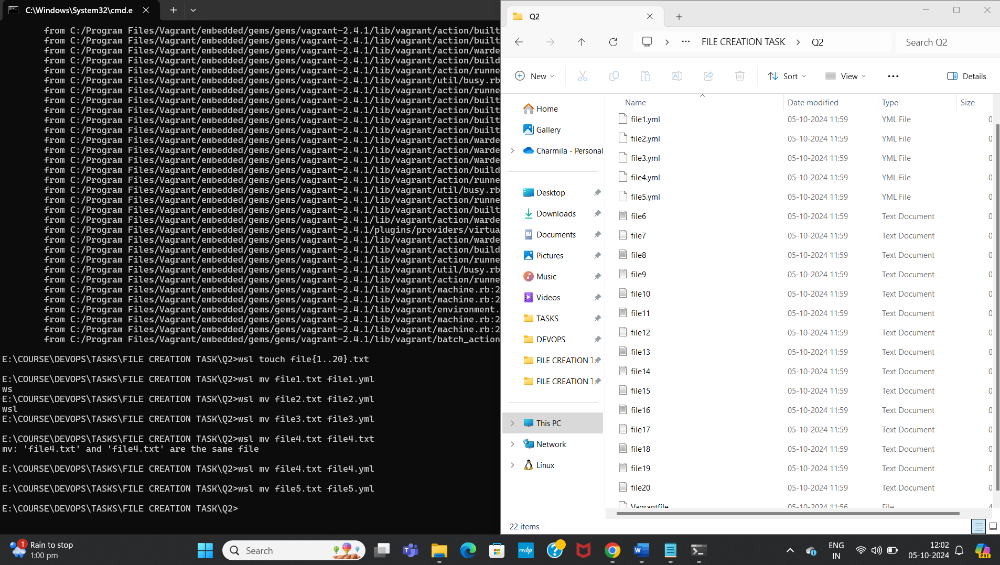 C:\Windows\System32\cmd.e
from C:/Program Files/Vagrant/embedded/gems/gems/vagrant-2.4.1/lib/vagrant/action/built
from C:/Program Files/Vagrant/embedded/gems/gems/vagrant-2.4.1/lib/vagrant/action/built
from C:/Program Files/Vagrant/embedded/gems/gems/vagrant-2.4.1/lib/vagrant/action/warde
from C:/Program Files/Vagrant/embedded/gems/gems/vagrant-2.4.1/lib/vagrant/action/build
from C:/Program Files/Vagrant/embedded/gems/gems/vagrant-2.4.1/lib/vagrant/action/runne
from C:/Program Files/Vagrant/embedded/gems/gems/vagrant-2.4.1/lib/vagrant/util/busy.rb
from C:/Program Files/Vagrant/embedded/gems/gems/vagrant-2.4.1/lib/vagrant/action/runne
from C:/Program Files/Vagrant/embedded/gems/gems/vagrant-2.4.1/lib/vagrant/action/built
from C:/Program Files/Vagrant/embedded/gems/gems/vagrant-2.4.1/lib/vagrant/action/built
from C:/Program Files/Vagrant/embedded/gems/gems/vagrant-2.4.1/lib/vagrant/action/built
from C:/Program Files/Vagrant/embedded/gems/gems/vagrant-2.4.1/lib/vagrant/action/built
from C:/Program Files/Vagrant/embedded/gems/gems/vagrant-2.4.1/lib/vagrant/action/warde
from C:/Program Files/Vagrant/embedded/gems/gems/vagrant-2.4.1/lib/vagrant/action/warde
from C:/Program Files/Vagrant/embedded/gems/gems/vagrant-2.4.1/lib/vagrant/action/warde
from C:/Program Files/Vagrant/embedded/gems/gems/vagrant-2.4.1/lib/vagrant/action/build
from C:/Program Files/Vagrant/embedded/gems/gems/vagrant-2.4.1/lib/vagrant/action/runne
from C:/Program Files/Vagrant/embedded/gems/gems/vagrant-2.4.1/lib/vagrant/util/busy.rb
from C:/Program Files/Vagrant/embedded/gems/gems/vagrant-2.4.1/lib/vagrant/action/runne
from C:/Program Files/Vagrant/embedded/gems/gems/vagrant-2.4.1/lib/vagrant/action/built
from C:/Program Files/Vagrant/embedded/gems/gems/vagrant-2.4.1/lib/vagrant/action/warde
from C:/Program Files/Vagrant/embedded/gems/gems/vagrant-2.4.1/plugins/providers/virtua
from C:/Program Files/Vagrant/embedded/gems/gems/vagrant-2.4.1/lib/vagrant/action/warde
from C:/Program Files/Vagrant/embedded/gems/gems/vagrant-2.4.1/lib/vagrant/action/build
from C:/Program Files/Vagrant/embedded/gems/gems/vagrant-2.4.1/lib/vagrant/action/runne
from C:/Program Files/Vagrant/embedded/gems/gems/vagrant-2.4.1/lib/vagrant/util/busy.rb
from C:/Program Files/Vagrant/embedded/gems/gems/vagrant-2.4.1/lib/vagrant/action/runne
from C:/Program Files/Vagrant/embedded/gems/gems/vagrant-2.4.1/lib/vagrant/machine.rb:2
from C:/Program Files/Vagrant/embedded/gems/gems/vagrant-2.4.1/lib/vagrant/machine.rb:2
from C:/Program Files/Vagrant/embedded/gems/gems/vagrant-2.4.1/lib/vagrant/environment.
from C:/Program Files/Vagrant/embedded/gems/gems/vagrant-2.4.1/lib/vagrant/machine.rb:2
from C:/Program Files/Vagrant/embedded/gems/gems/vagrant-2.4.1/lib/vagrant/machine.rb:2
from C:/Program Files/Vagrant/embedded/gems/gems/vagrant-2.4.1/lib/vagrant/batch_action
E:\COURSE\DEVOPS\TASKS\FILE CREATION TASK\Q2>wsl touch file{1..20}.txt
E:\COURSE\DEVOPS\TASKS\FILE CREATION TASK\Q2>wsl mv file1.txt file1.yml
ws
E:\COURSE\DEVOPS\TASKS\FILE CREATION TASK\Q2>wsl mv file2.txt file2.yml
wsl
E:\COURSE\DEVOPS\TASKS\FILE CREATION TASK\Q2>wsl mv file3.txt file3.yml
E:\COURSE\DEVOPS\TASKS\FILE CREATION TASK\Q2>wsl mv file4.txt file4.txt
mv: 'file4.txt' and 'file4.txt' are the same file
E:\COURSE\DEVOPS\TASKS\FILE CREATION TASK\Q2>wsl mv file4.txt file4.yml
E:\COURSE\DEVOPS\TASKS\FILE CREATION TASK\Q2>wsl mv file5.txt file5.yml
E:\COURSE\DEVOPS\TASKS\FILE CREATION TASK\Q2>
Q2
FILE CREATION TASK > Q2
Search Q2
New
Sort
View
Details
Home
Gallery
Charmila - Personal
Desktop
Downloads
Documents
Pictures
Music
Videos
TASKS
DEVOPS
FILE CREATION T
FILE CREATION T
This PC
Network
Linux
Name Date modified Type Size
file1.yml 05-10-2024 11:59 YML File 0
file2.yml 05-10-2024 11:59 YML File 0
file3.yml 05-10-2024 11:59 YML File 0
file4.yml 05-10-2024 11:59 YML File 0
file5.yml 05-10-2024 11:59 YML File 0
file6 05-10-2024 11:59 Text Document 0
file7 05-10-2024 11:59 Text Document 0
file8 05-10-2024 11:59 Text Document 0
file9 05-10-2024 11:59 Text Document 0
file10 05-10-2024 11:59 Text Document 0
file11 05-10-2024 11:59 Text Document 0
file12 05-10-2024 11:59 Text Document 0
file13 05-10-2024 11:59 Text Document 0
file14 05-10-2024 11:59 Text Document 0
file15 05-10-2024 11:59 Text Document 0
file16 05-10-2024 11:59 Text Document 0
file17 05-10-2024 11:59 Text Document 0
file18 05-10-2024 11:59 Text Document 0
file19 05-10-2024 11:59 Text Document 0
file20 05-10-2024 11:59 Text Document 0
Vagrantfile 05-10-2024 11:56 File 4
22 items
1
Rain to stop
1:00 pm
Search
myhp
ENG
IN
12:02
05-10-2024
PRE